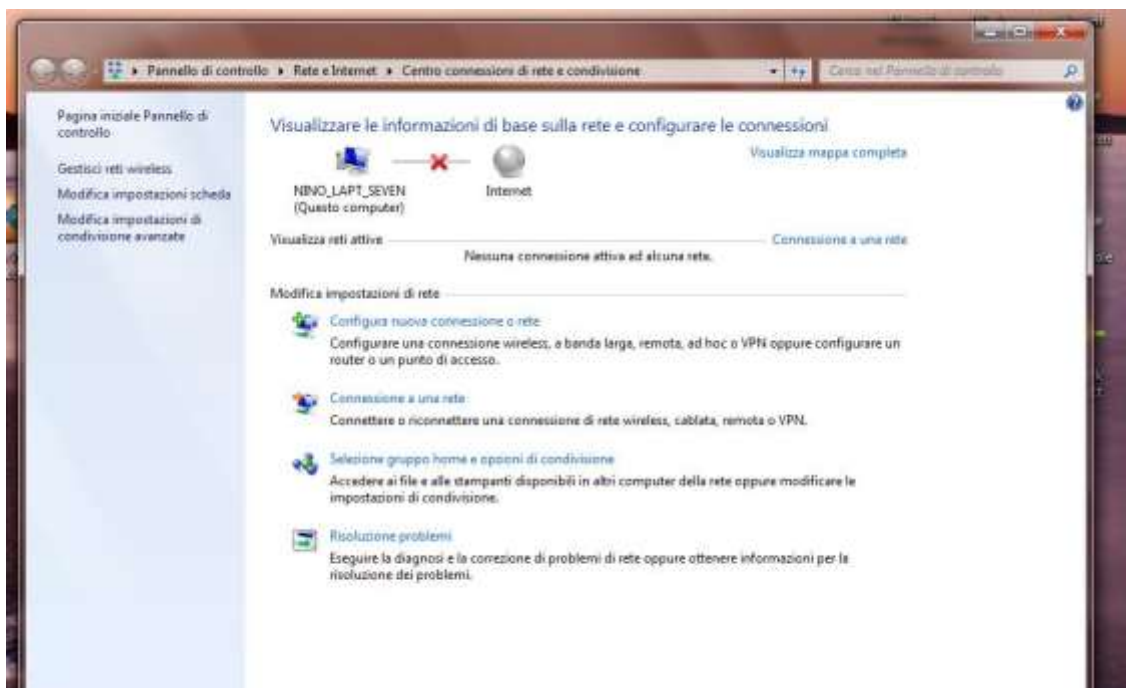 Pannello di controllo ▸ Rete e Internet ▸ Centro connessioni di rete e condivisione
Cerca nel Pannello di controllo
Pagina iniziale Pannello di
controllo
Gestisci reti wireless
Modifica impostazioni scheda
Modifica impostazioni di
condivisione avanzate
Visualizzare le informazioni di base sulla rete e configurare le connessioni
Visualizza mappa completa
NINO_LAPT_SEVEN
(Questo computer)
Internet
Visualizza reti attive
Connessione a una rete
Nessuna connessione attiva ad alcuna rete.
Modifica impostazioni di rete
Configura nuova connessione o rete
Configurare una connessione wireless, a banda larga, remota, ad hoc o VPN oppure configurare un
router o un punto di accesso.
Connessione a una rete
Connettere o riconnettere una connessione di rete wireless, cablata, remota o VPN.
Selezione gruppo home e opzioni di condivisione
Accedere ai file e alle stampanti disponibili in altri computer della rete oppure modificare le
impostazioni di condivisione.
Risoluzione problemi
Eseguire la diagnosi e la correzione di problemi di rete oppure ottenere informazioni per la
risoluzione dei problemi.